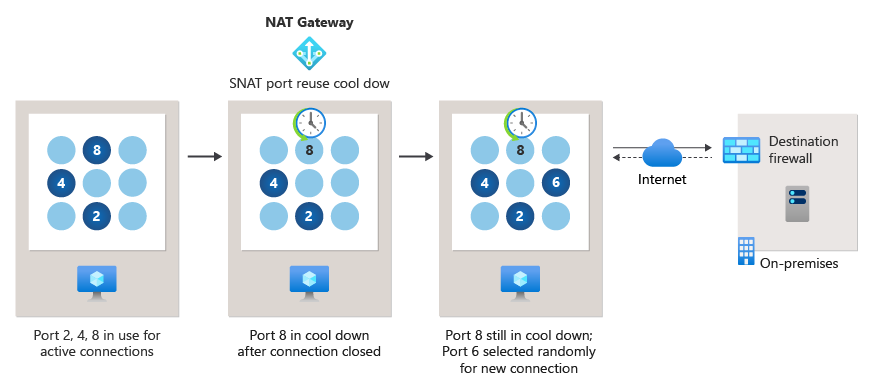 NAT Gateway
SNAT port reuse cool dow
8
4
2
8
4
2
8
4
6
2
Internet
Destination
firewall
On-premises
Port 2, 4, 8 in use for
active connections
Port 8 in cool down
after connection closed
Port 8 still in cool down;
Port 6 selected randomly
for new connection